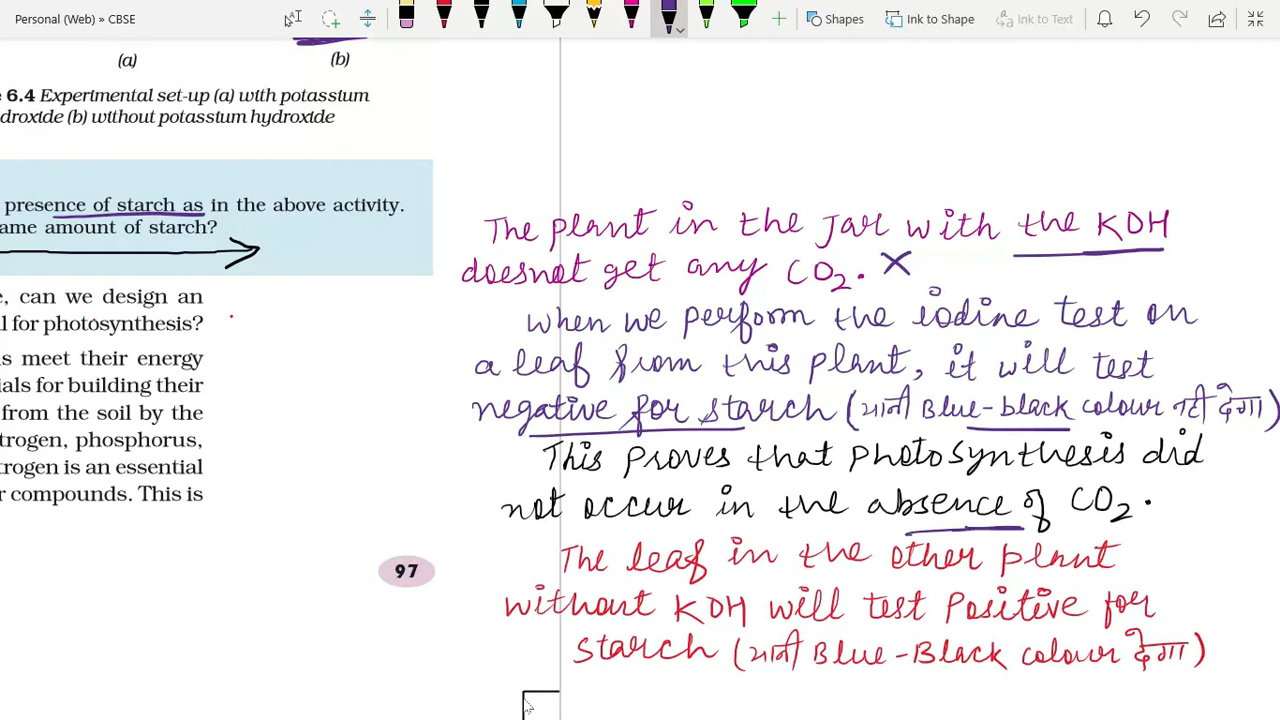 Personal (Web) » CBSE
Shapes
Ink to Shape
Ink to Text
(a)
(b)
6.4 Experimental set-up (a) with potassium
droxide (b) without potassium hydroxide
presence of starch as in the above activity.
ame amount of starch?
e, can we design an
l for photosynthesis?
s meet their energy
ials for building their
from the soil by the
trogen, phosphorus,
trogen is an essential
r compounds. This is
97
The plant in the Jar with the KOH
doesnot get any CO₂. ×
When we perform the iodine test on
a leaf from this plant, it will test
negative for starch (यानी Blue-black colour नहीं देगा)
This proves that photosynthesis did
not occur in the absence of CO₂.
The leaf in the other plant
without KOH will test Positive for
starch (यानी Blue-Black colour देगा)